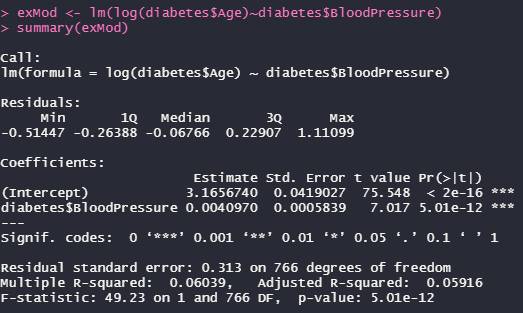 > exMod <- lm(log(diabetes$Age)~diabetes$BloodPressure)
> summary(exMod)
Call:
lm(formula = log(diabetes$Age) ~ diabetes$BloodPressure)
Residuals:
Min 1Q Median 3Q Max
-0.51447 -0.26388 -0.06766 0.22907 1.11099
Coefficients:
Estimate Std. Error t value Pr(>|t|)
(Intercept) 3.1656740 0.0419027 75.548 < 2e-16 ***
diabetes$BloodPressure 0.0040970 0.0005839 7.017 5.01e-12 ***
---
Signif. codes: 0 ‘***’ 0.001 ‘**’ 0.01 ‘*’ 0.05 ‘.’ 0.1 ‘ ’ 1
Residual standard error: 0.313 on 766 degrees of freedom
Multiple R-squared: 0.06039, Adjusted R-squared: 0.05916
F-statistic: 49.23 on 1 and 766 DF, p-value: 5.01e-12